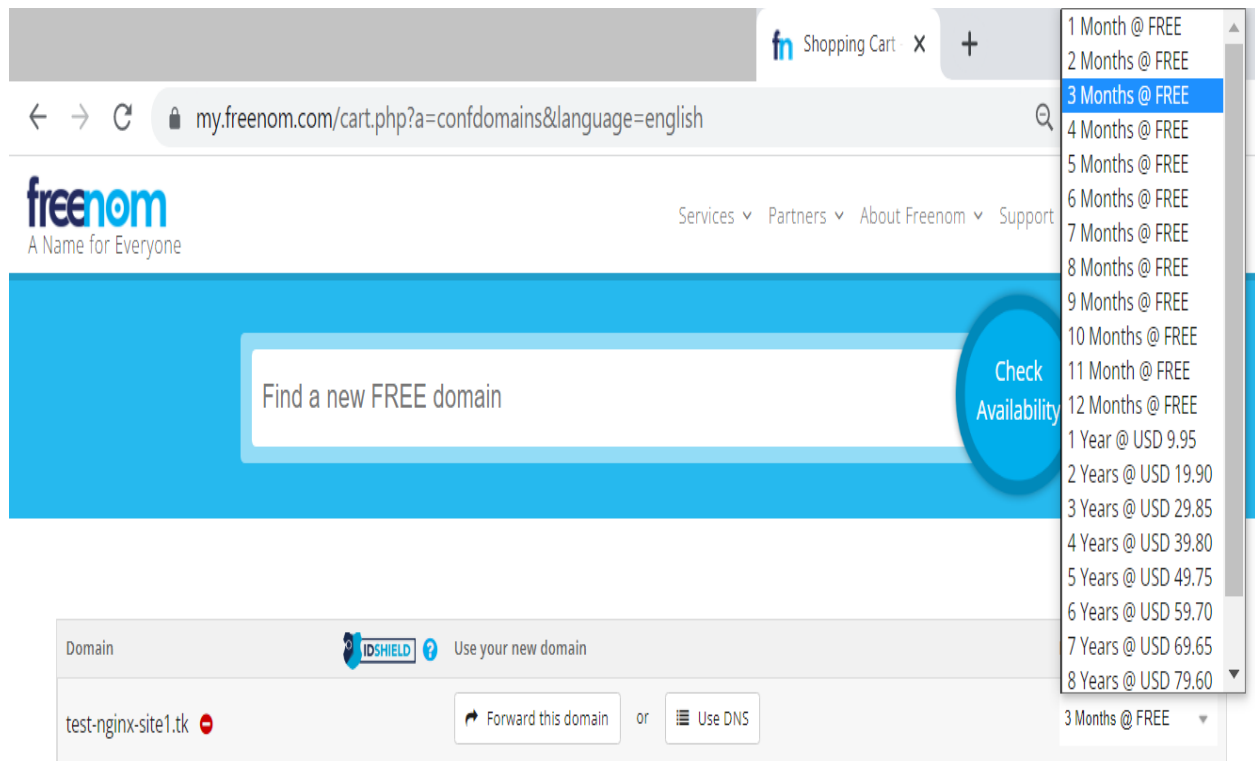 fn Shopping Cart
my.freenom.com/cart.php?a=confdomains&language=english
freenom
A Name for Everyone
Services
Partners
About Freenom
Support
Find a new FREE domain
Check
Availability
1 Month @ FREE
2 Months @ FREE
3 Months @ FREE
4 Months @ FREE
5 Months @ FREE
6 Months @ FREE
7 Months @ FREE
8 Months @ FREE
9 Months @ FREE
10 Months @ FREE
11 Month @ FREE
12 Months @ FREE
1 Year @ USD 9.95
2 Years @ USD 19.90
3 Years @ USD 29.85
4 Years @ USD 39.80
5 Years @ USD 49.75
6 Years @ USD 59.70
7 Years @ USD 69.65
8 Years @ USD 79.60
Domain
IDSHIELD ?
Use your new domain
test-nginx-site1.tk
Forward this domain
or
Use DNS
3 Months @ FREE